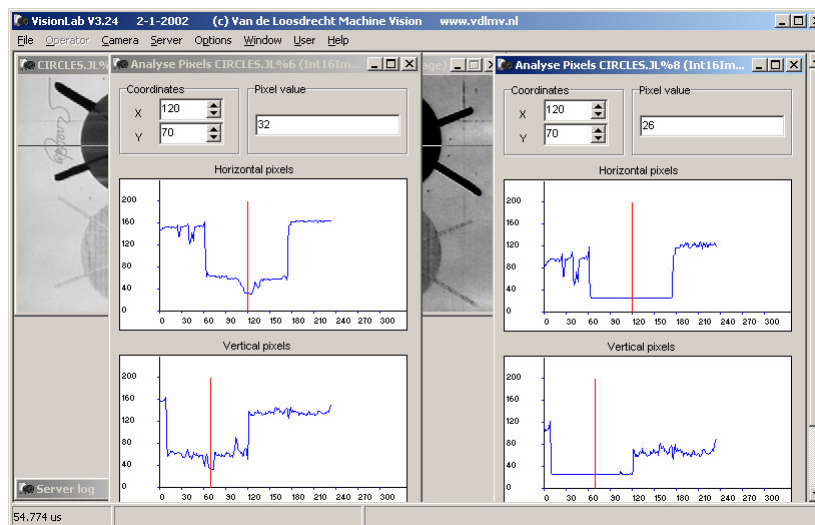 VisionLab V3.24 2-1-2002 (c) Van de Loosdrecht Machine Vision www.vdlmv.nl
File Operator Camera Server Options Window User Help
CIRCLES.JL%
Analyse Pixels CIRCLES.JL%6 (Int16Im...
age)
Analyse Pixels CIRCLES.JL%8 (Int16Im...
Coordinates
X 120
Y 70
Pixel value
32
Horizontal pixels
200
160
120
80
40
0
0 30 60 90 120 150 180 210 240 270 300
Vertical pixels
200
160
120
80
40
0
0 30 60 90 120 150 180 210 240 270 300
Coordinates
X 120
Y 70
Pixel value
26
Horizontal pixels
200
160
120
80
40
0
0 30 60 90 120 150 180 210 240 270 300
Vertical pixels
200
160
120
80
40
0
0 30 60 90 120 150 180 210 240 270 300
Server log
54.774 us